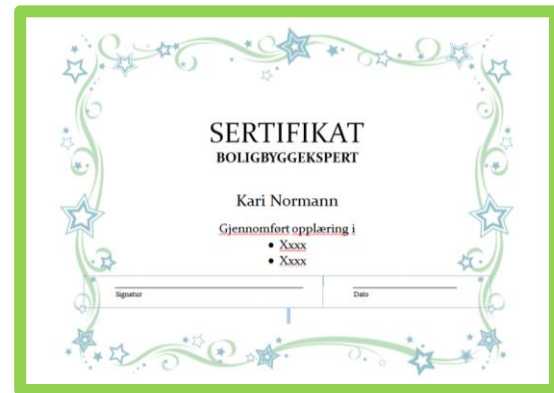 SERTIFIKAT
BOLIGBYGGEKSPERT
Kari Normann
Gjennomført opplæring i
• Xxxx
• Xxxx
Signatur Dato